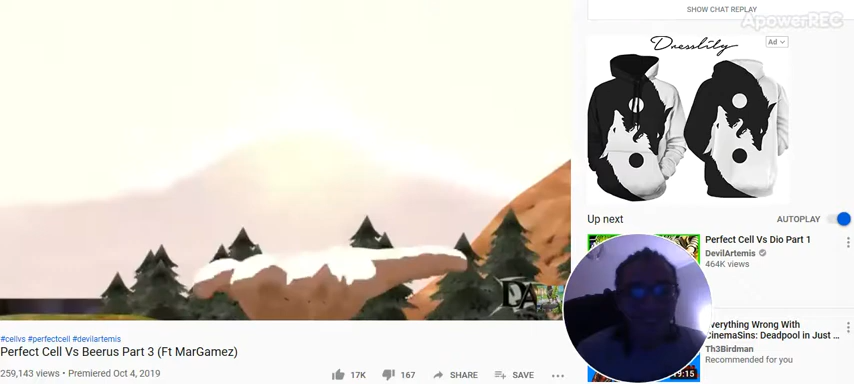 SHOW CHAT REPLAY
ApowerREC
Dresslily
Ad
Up next
AUTOPLAY
Perfect Cell Vs Dio Part 1
DevilArtemis
464K views
DA
#cellvs #perfectcell #devilartemis
Perfect Cell Vs Beerus Part 3 (Ft MarGamez)
259,143 views • Premiered Oct 4, 2019
17K
167
SHARE
SAVE
verything Wrong With
CinemaSins: Deadpool in Just ...
Th3Birdman
Recommended for you
19:15